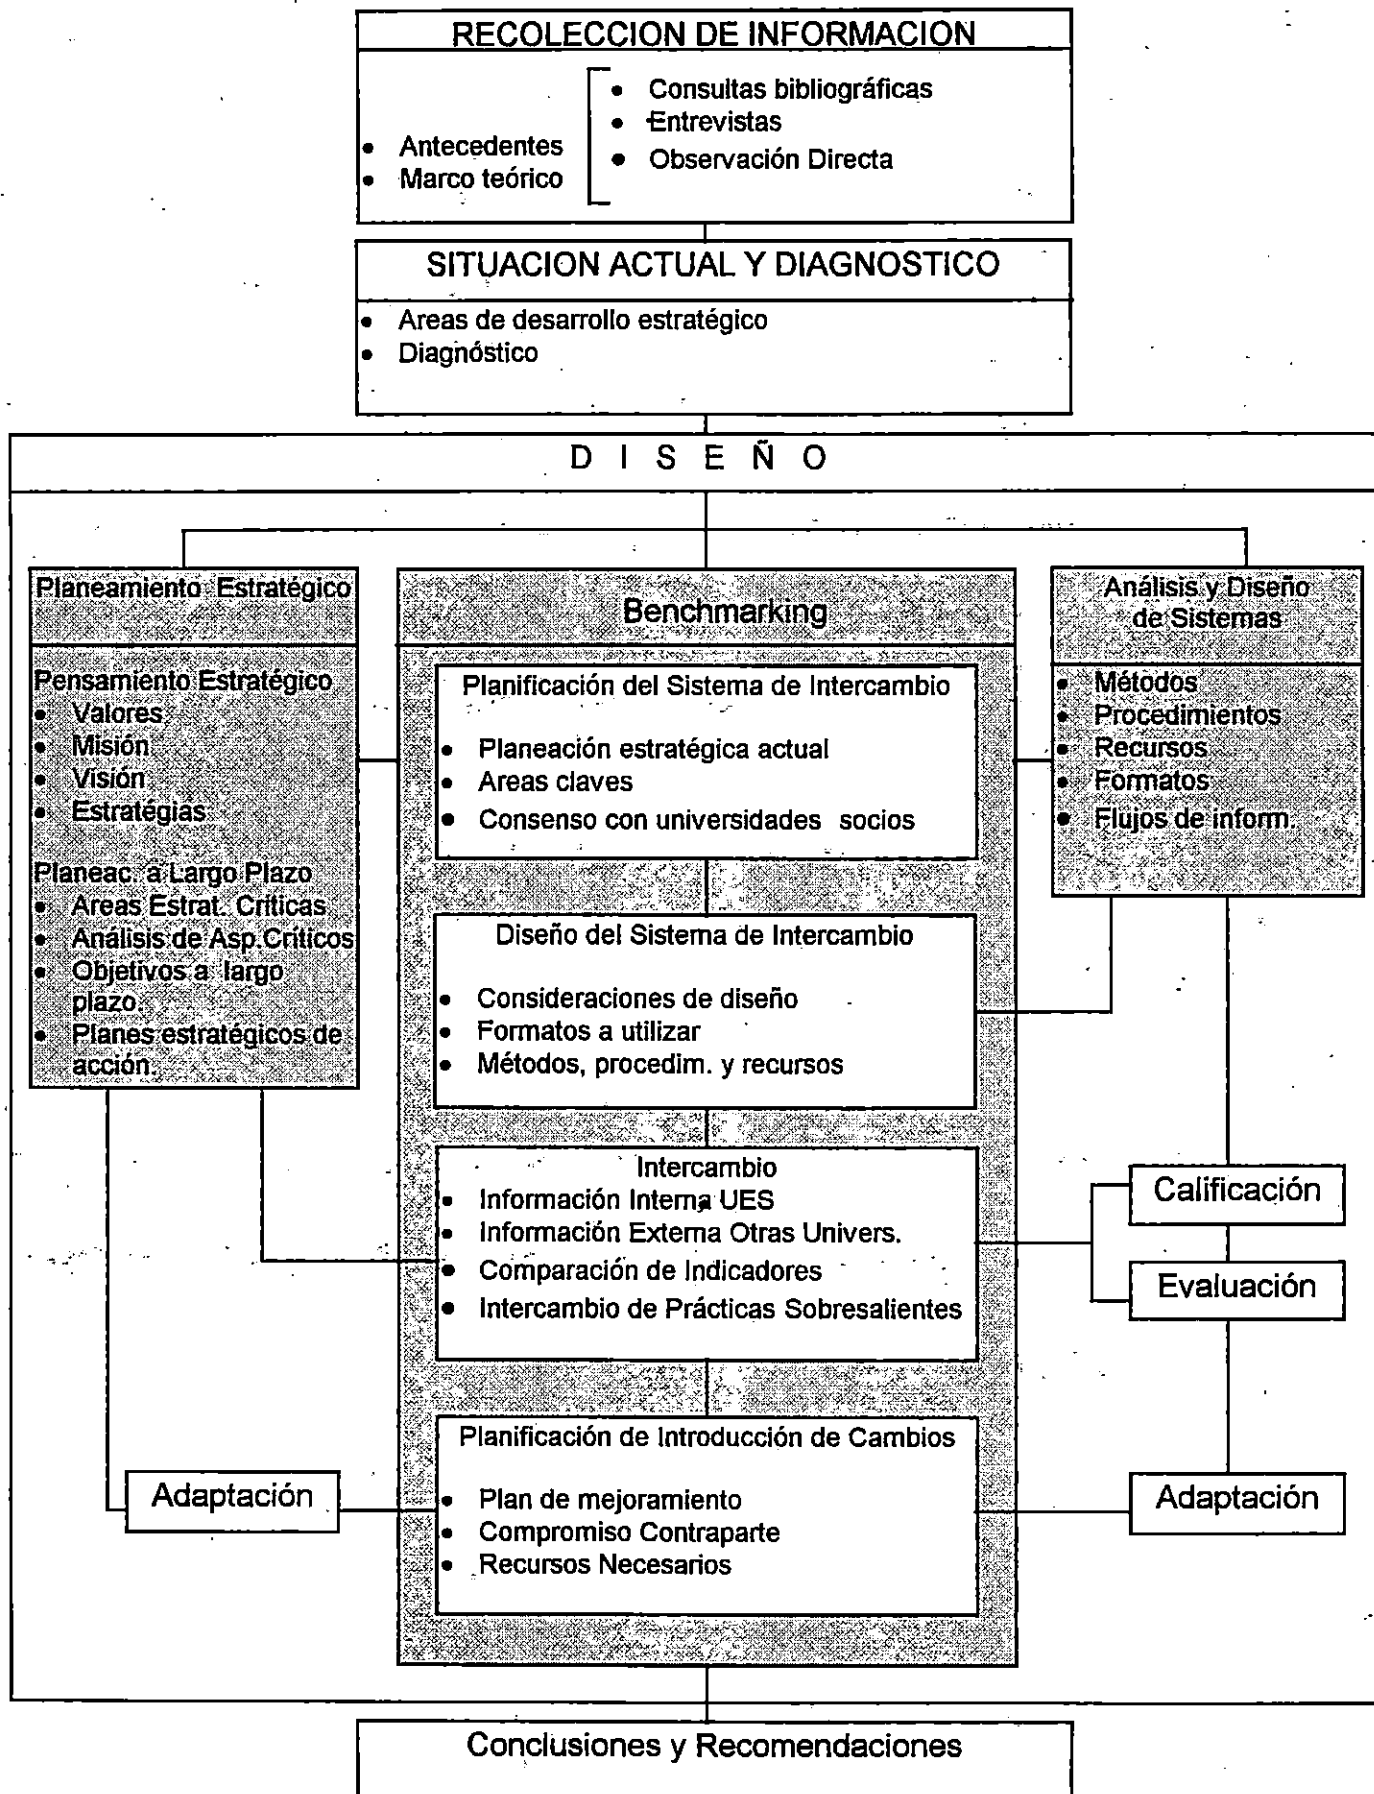 RECOLECCION DE INFORMACION
• Antecedentes
• Marco teórico
• Consultas bibliográficas
• Entrevistas
• Observación Directa
SITUACION ACTUAL Y DIAGNOSTICO
• Areas de desarrollo estratégico
• Diagnóstico
D I S E Ñ O
Planeamiento Estratégico
Pensamiento Estratégico
• Valores
• Misión
• Visión
• Estratégias
Planeac. a Largo Plazo
• Areas Estrat. Críticas
• Análisis de Asp.Críticos
• Objetivos a largo
plazo.
• Planes estratégicos de
acción.
Benchmarking
Planificación del Sistema de Intercambio
• Planeación estratégica actual
• Areas claves
• Consenso con universidades socios
Diseño del Sistema de Intercambio
• Consideraciones de diseño
• Formatos a utilizar
• Métodos, procedim. y recursos
Intercambio
• Información Interna UES
• Información Externa Otras Univers.
• Comparación de Indicadores
• Intercambio de Prácticas Sobresalientes
Planificación de Introducción de Cambios
• Plan de mejoramiento
• Compromiso Contraparte
• Recursos Necesarios
Análisis y Diseño
de Sistemas
• Métodos
• Procedimientos
• Recursos
• Formatos
• Flujos de inform.
Calificación
Evaluación
Adaptación
Adaptación
Conclusiones y Recomendaciones